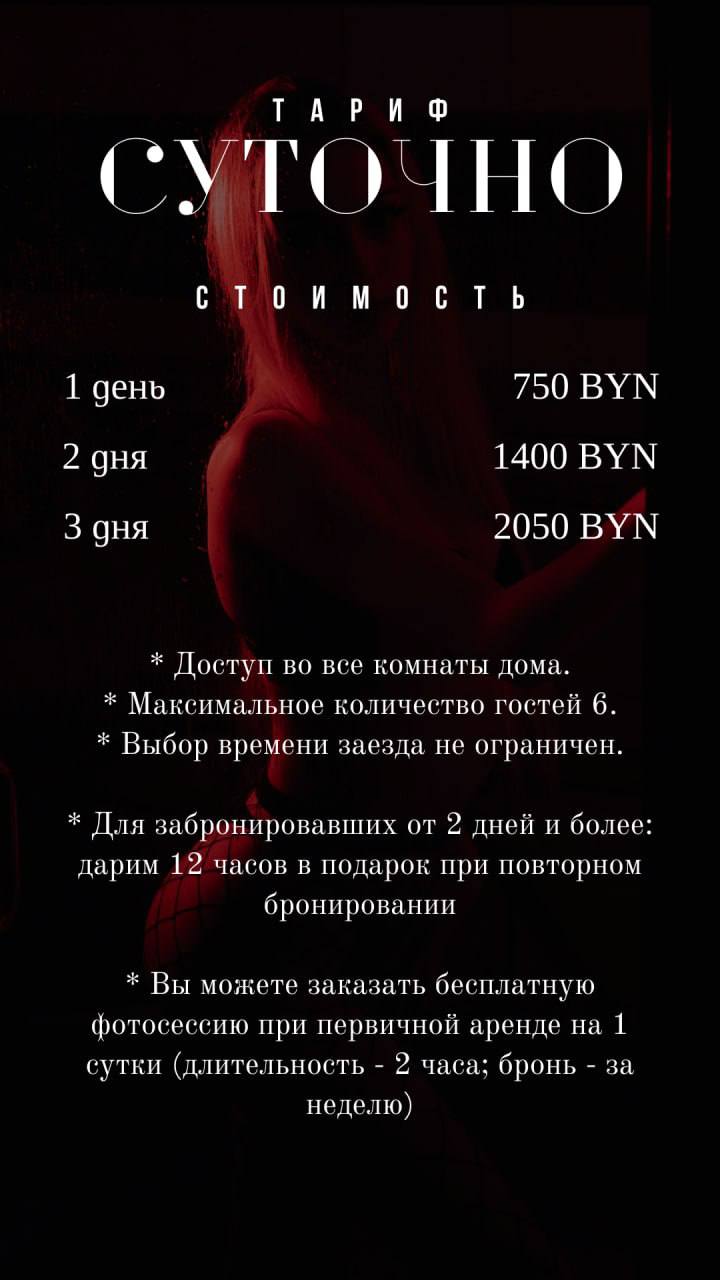 ТАРИФ
СУТОЧНО
СТОИМОСТЬ
1 день 750 BYN
2 дня 1400 BYN
3 дня 2050 BYN
* Доступ во все комнаты дома.
* Максимальное количество гостей 6.
* Выбор времени заезда не ограничен.
* Для забронировавших от 2 дней и более:
дарим 12 часов в подарок при повторном
бронировании
* Вы можете заказать бесплатную
фотосессию при первичной аренде на 1
сутки (длительность - 2 часа; бронь - за
неделю)